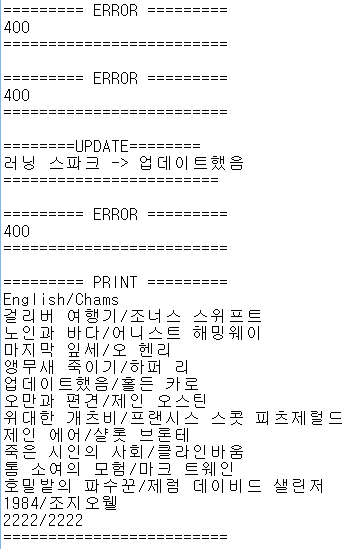 ========= ERROR =========
400
=========================
========= ERROR =========
400
=========================
========UPDATE========
러닝 스파크 -> 업데이트했음
========================
========= ERROR =========
400
=========================
========= PRINT =========
English/Chams
걸리버 여행기/조너스 스위프트
노인과 바다/어니스트 해밍웨이
마지막 잎세/오 헨리
앵무새 죽이기/하퍼 리
업데이트했음/홀든 카로
오만과 편견/제인 오스틴
위대한 개츠비/프랜시스 스콧 피츠제럴드
제인 에어/샬롯 브론테
죽은 시인의 사회/클라인바움
톰 소여의 모험/마크 트웨인
호밀밭의 파수꾼/제럼 데이비드 샐린저
1984/조지오웰
2222/2222
=========================